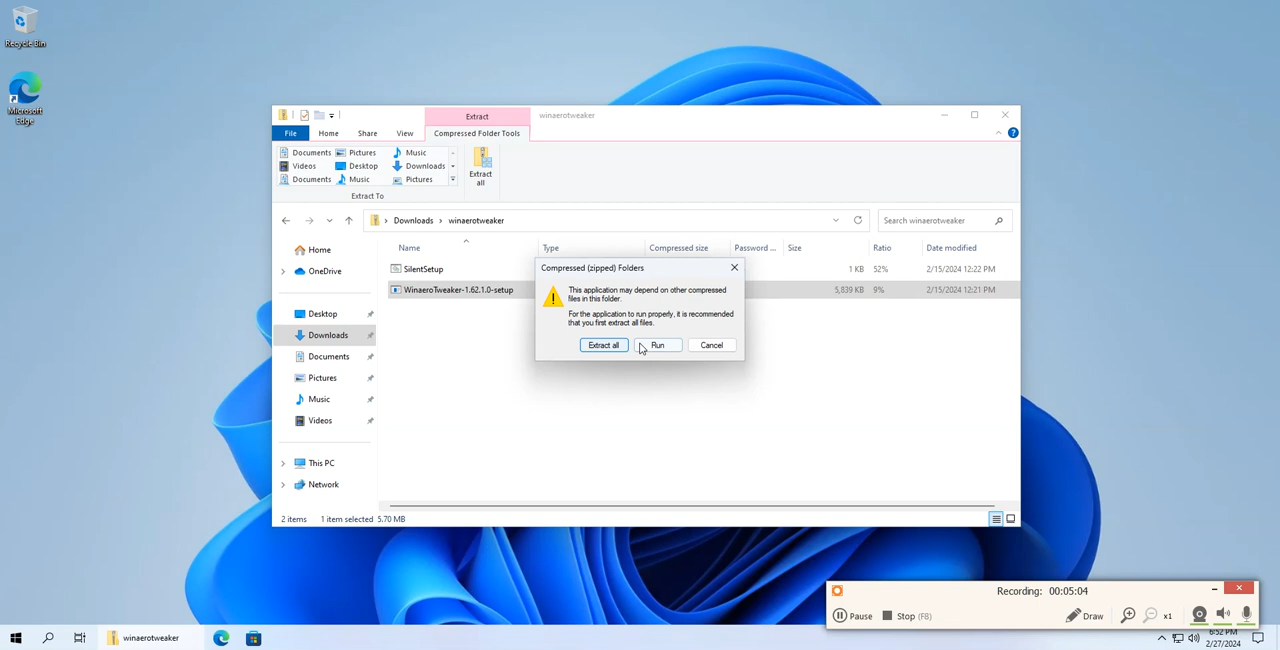 Recycle Bin
Microsoft
Edge
Extract
winaerotweaker
File Home Share View Compressed Folder Tools
Documents Pictures Music
Videos Desktop Downloads
Documents Music Pictures
Extract To
Extract
all
Downloads winaerotweaker
Search winaerotweaker
Name Type Compressed size Password ... Size Ratio Date modified
SilentSetup 1 KB 52% 2/15/2024 12:22 PM
WinaeroTweaker-1.62.1.0-setup 5,839 KB 9% 2/15/2024 12:21 PM
Home
OneDrive
Desktop
Downloads
Documents
Pictures
Music
Videos
This PC
Network
Compressed (zipped) Folders
This application may depend on other compressed
files in this folder.
For the application to run properly, it is recommended
that you first extract all files.
Extract all Run Cancel
2 items 1 item selected 5.70 MB
Recording: 00:05:04
Pause Stop (F8) Draw x1
winaerotweaker
6:52 PM
2/27/2024